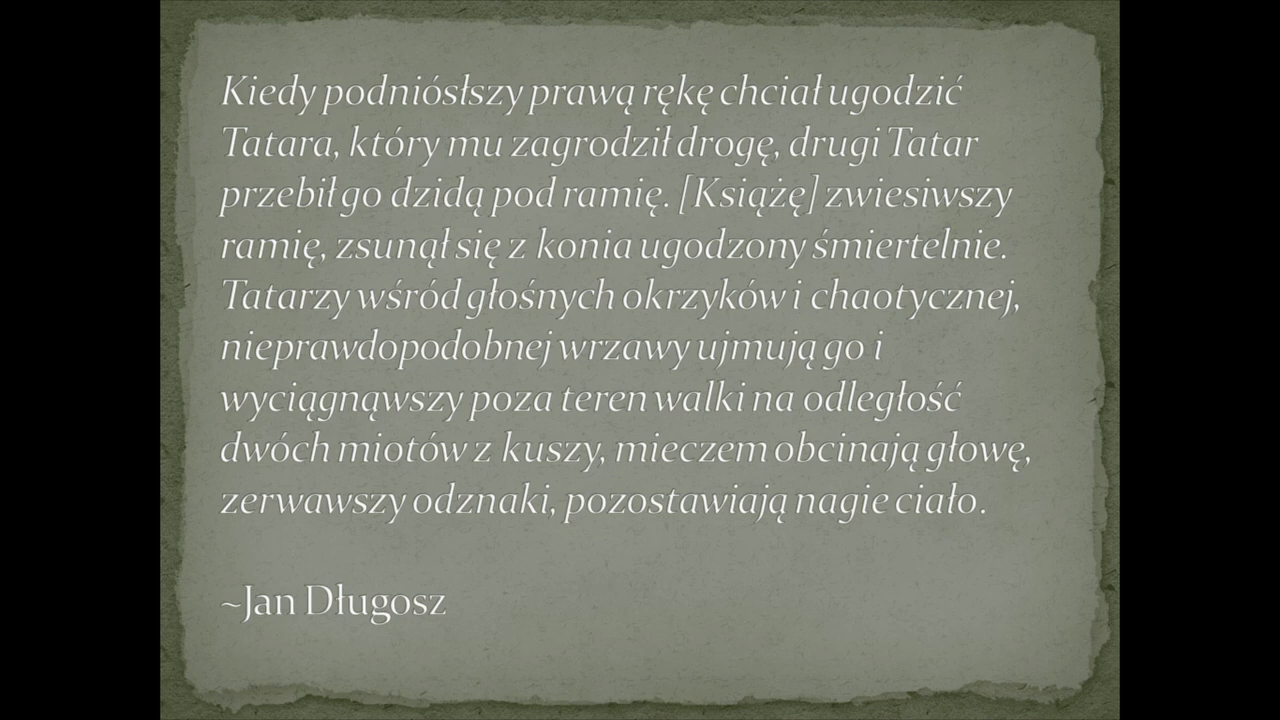 Kiedy podniósłszy prawą rękę chciał ugodzić
Tatara, który mu zagrodził drogę, drugi Tatar
przebił go dzidą pod ramię. [Książę] zwiesiwszy
ramię, zsunął się z konia ugodzony śmiertelnie.
Tatarzy wśród głośnych okrzyków i chaotycznej,
nieprawdopodobnej wrzawy ujmują go i
wyciągnąwszy poza teren walki na odległość
dwóch miotów z kuszy, mieczem obcinają głowę,
zerwawszy odznaki, pozostawiają nagie ciało.
~Jan Długosz